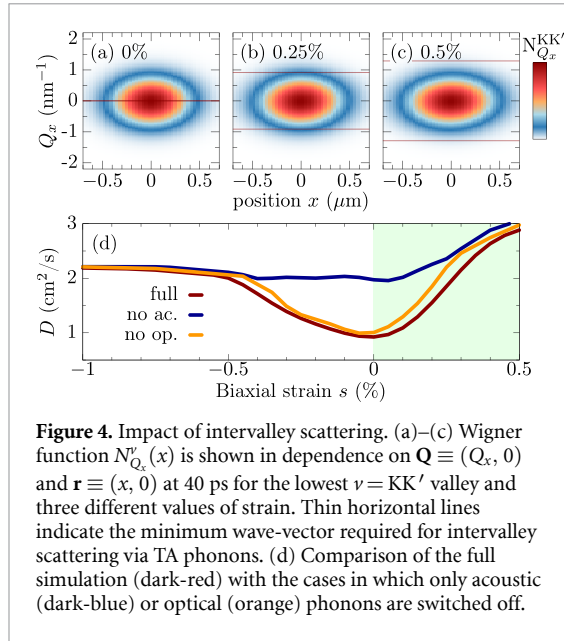 (a) 0% (b) 0.25% (c) 0.5% N_{Q_x}^{KK′}
2
1
0
-1
-2
Q_x (nm⁻¹)
−0.5 0 0.5 −0.5 0 0.5 −0.5 0 0.5
position x (μm)
(d)
3
2
1
D (cm²/s)
full
no ac.
no op.
-1 -0.5 0 0.5
Biaxial strain s (%)
Figure 4. Impact of intervalley scattering. (a)–(c) Wigner
function N^ν_{Q_x}(x) is shown in dependence on Q ≡ (Q_x, 0)
and r ≡ (x, 0) at 40 ps for the lowest ν = KK′ valley and
three different values of strain. Thin horizontal lines
indicate the minimum wave-vector required for intervalley
scattering via TA phonons. (d) Comparison of the full
simulation (dark-red) with the cases in which only acoustic
(dark-blue) or optical (orange) phonons are switched off.